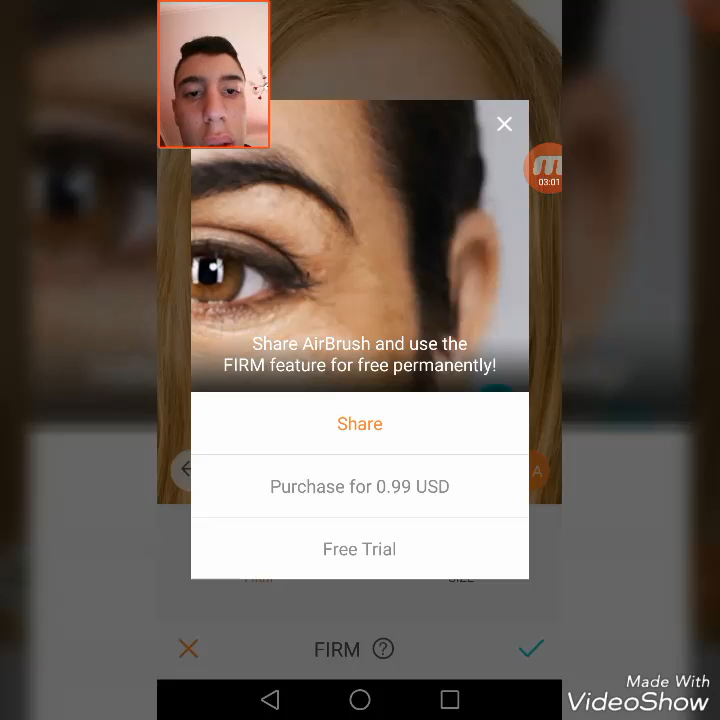 03:01
Share AirBrush and use the
FIRM feature for free permanently!
Share
Purchase for 0.99 USD
Free Trial
A
FIRM ?
Made With
VideoShow